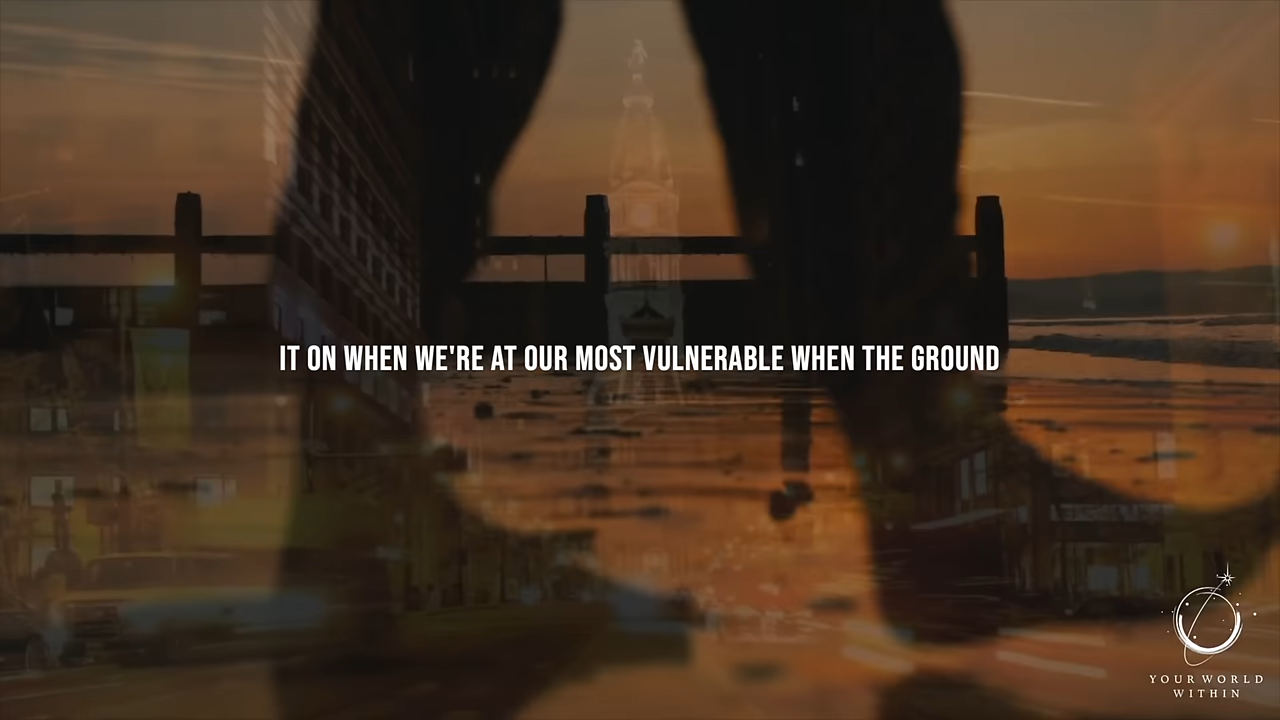 IT ON WHEN WE'RE AT OUR MOST VULNERABLE WHEN THE GROUND
YOUR WORLD
WITHIN